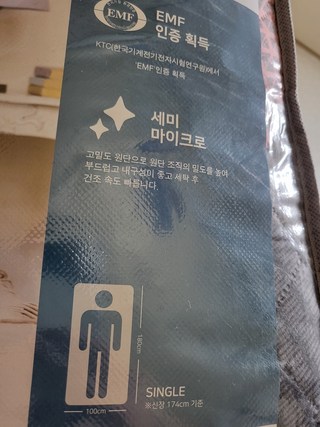 EMF
EMF
인증 획득
KTC(한국기계전기전자시험연구원)에서
'EMF'인증 획득
세미
마이크로
고밀도 원단으로 원단 조직의 밀도를 높여
부드럽고 내구성이 좋고 세탁 후
건조 속도 빠릅니다.
180cm
100cm
SINGLE
※신장 174cm 기준